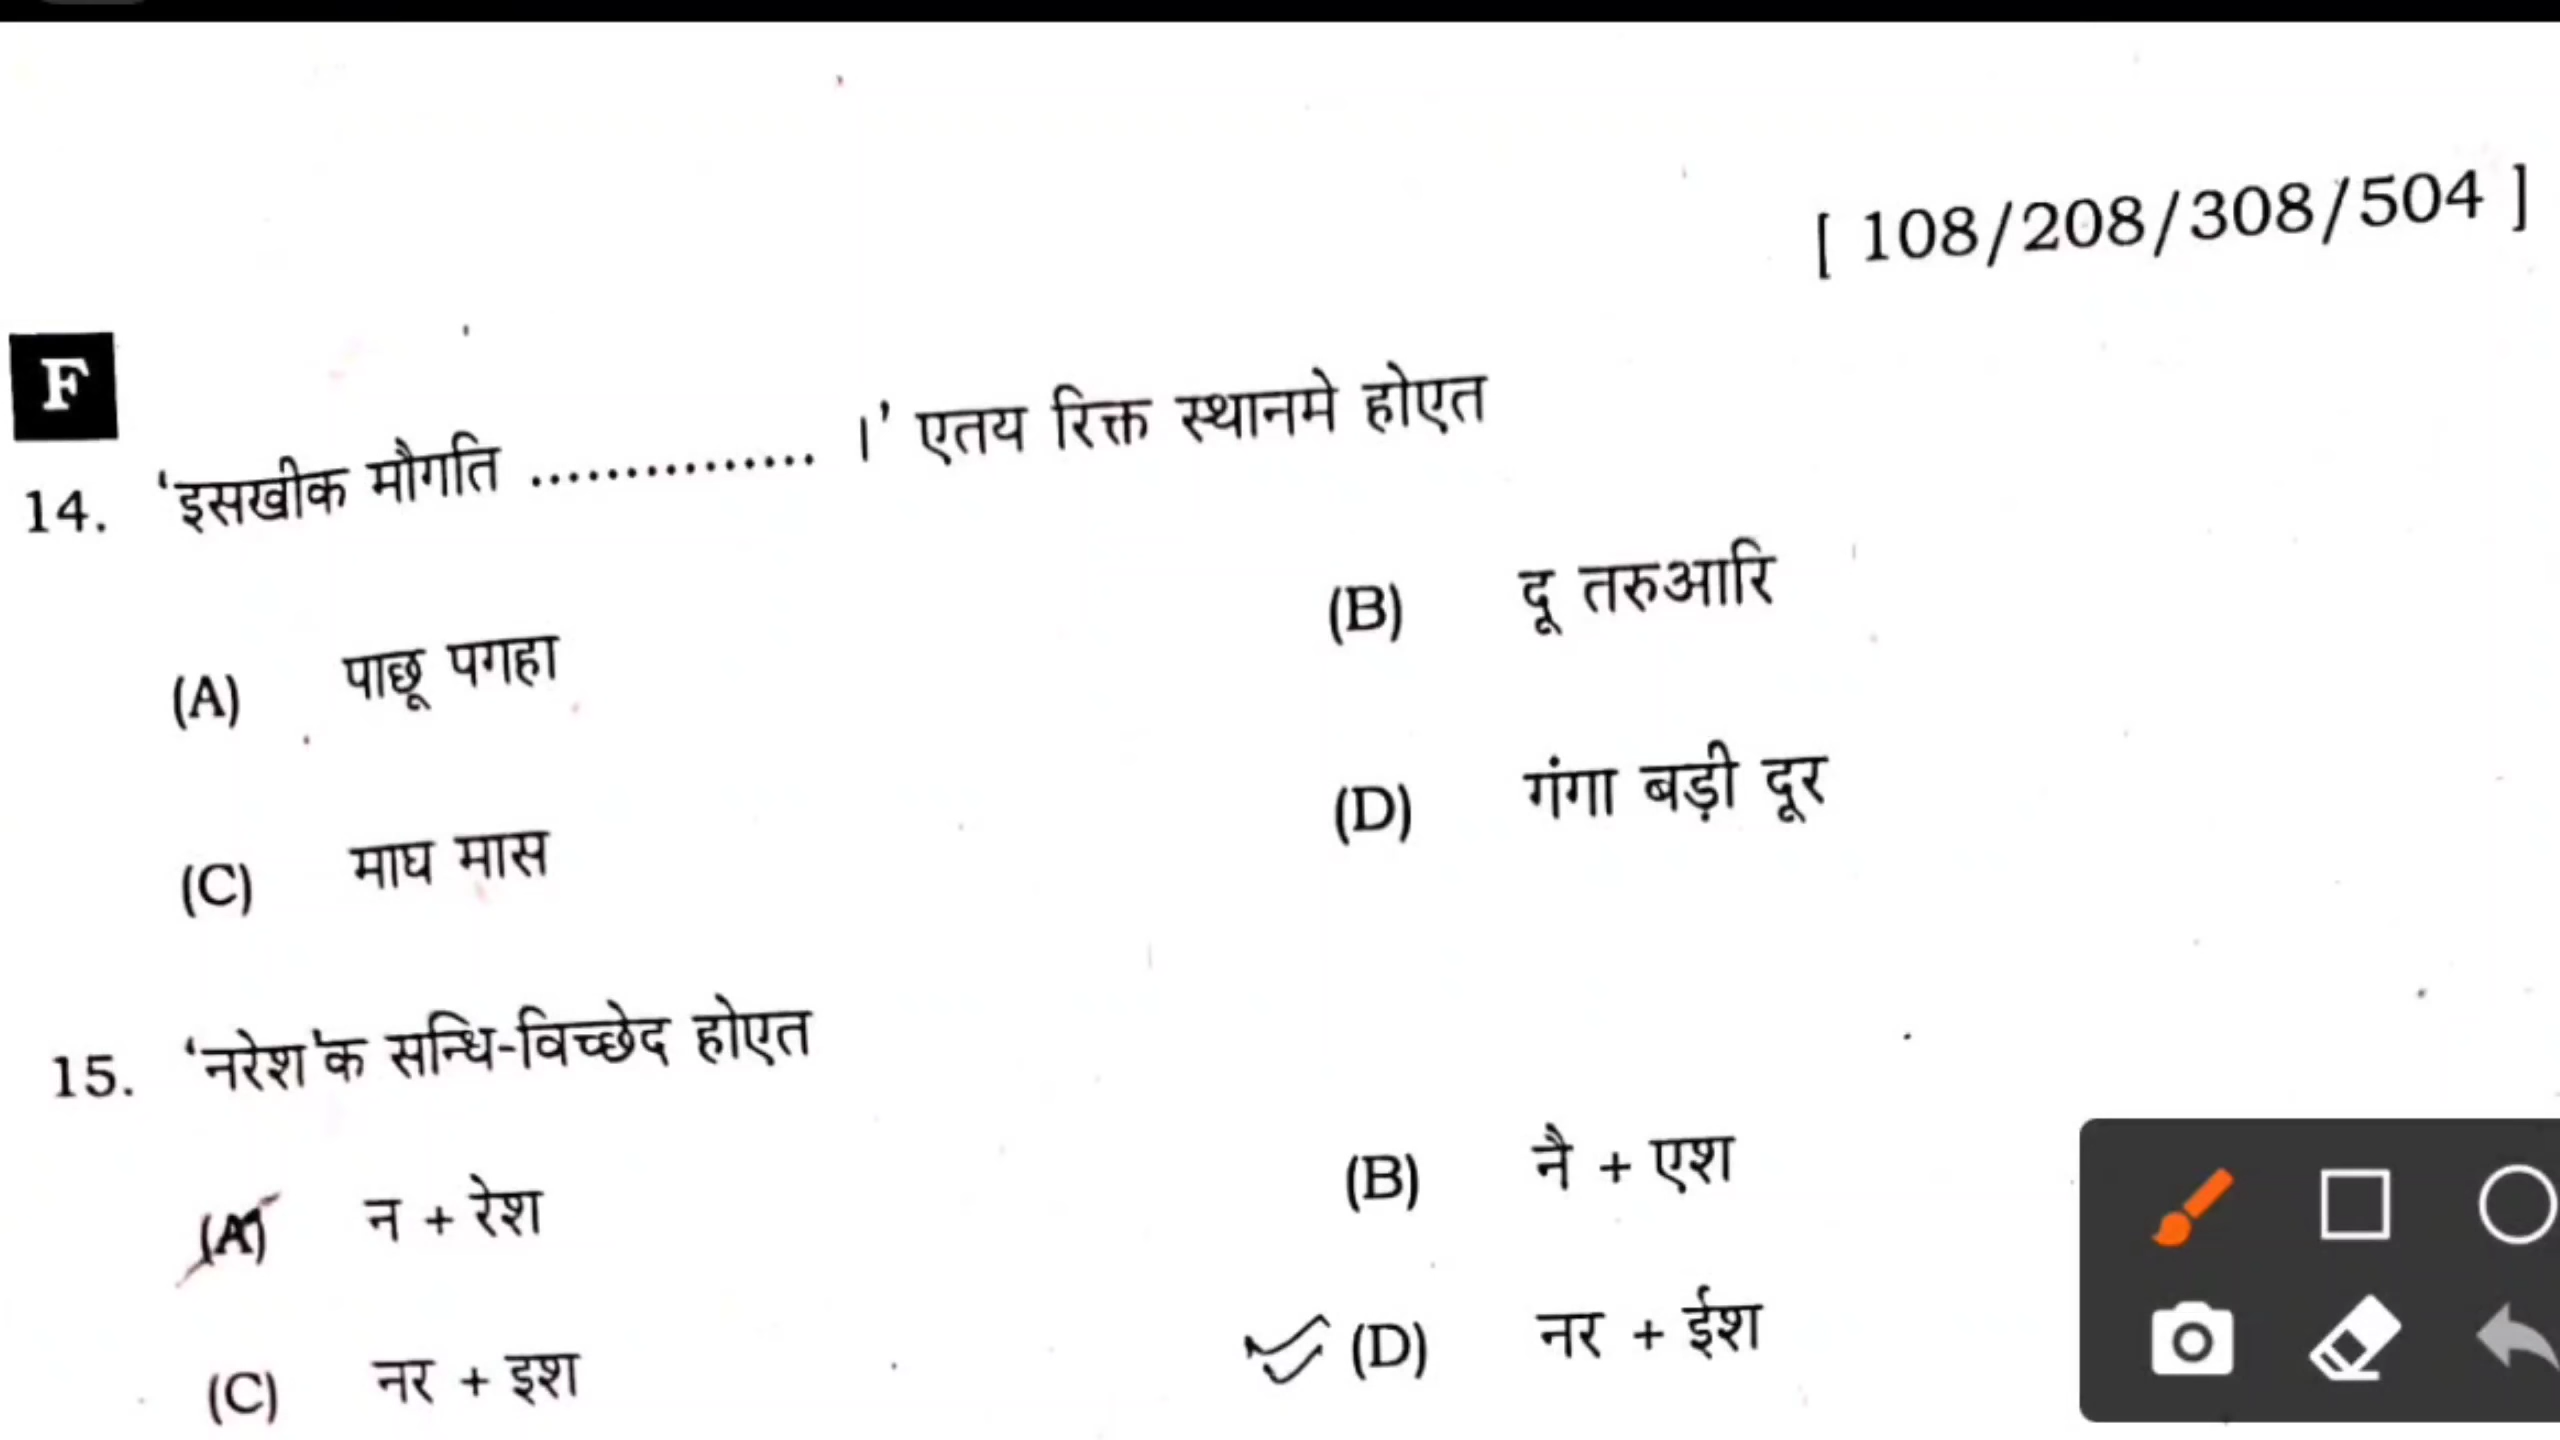 [ 108/208/308/504 ]
F
14. 'इसखीक मौगति ............... ।' एतय रिक्त स्थानमे होएत
(A) पाछू पगहा
(B) दू तरुआरि
(C) माघ मास
(D) गंगा बड़ी दूर
15. 'नरेश'क सन्धि-विच्छेद होएत
(A) न + रेश
(B) नै + एश
(C) नर + इश
(D) नर + ईश